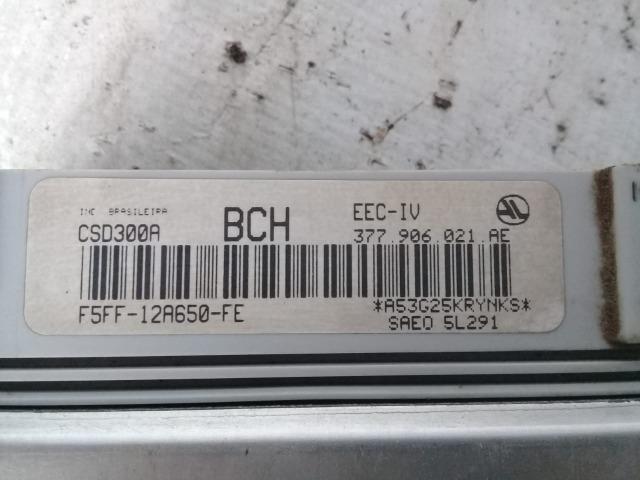 IND BRASILEIRA
CSD300A
BCH
EEC-IV
377.906.021.AE
F5FF-12A650-FE
*A53G25KRYNKS*
SAEO 5L291